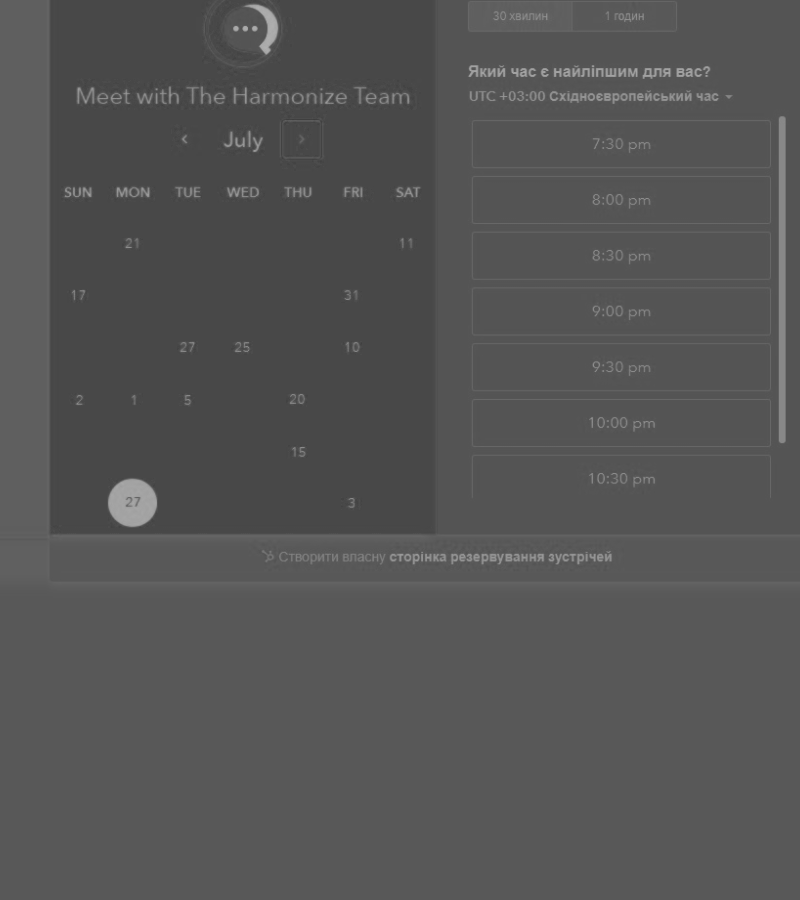 Meet with The Harmonize Team
July
SUN MON TUE WED THU FRI SAT
21 11
17 31
27 25 10
2 1 5 20
15
27 3
30 хвилин 1 годин
Який час є найліпшим для вас?
UTC +03:00 Східноєвропейський час
7:30 pm
8:00 pm
8:30 pm
9:00 pm
9:30 pm
10:00 pm
10:30 pm
Створити власну сторінка резервування зустрічей